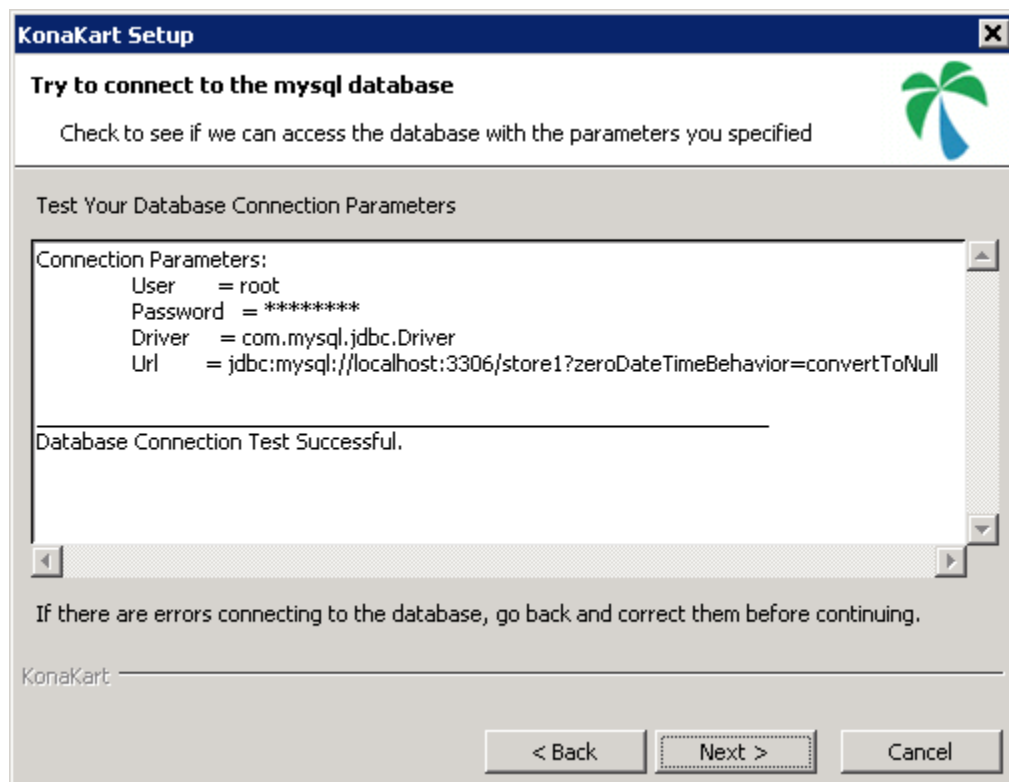 KonaKart Setup
Try to connect to the mysql database
Check to see if we can access the database with the parameters you specified
Test Your Database Connection Parameters
Connection Parameters:
User = root
Password = ********
Driver = com.mysql.jdbc.Driver
Url = jdbc:mysql://localhost:3306/store1?zeroDateTimeBehavior=convertToNull
Database Connection Test Successful.
If there are errors connecting to the database, go back and correct them before continuing.
KonaKart
< Back Next > Cancel